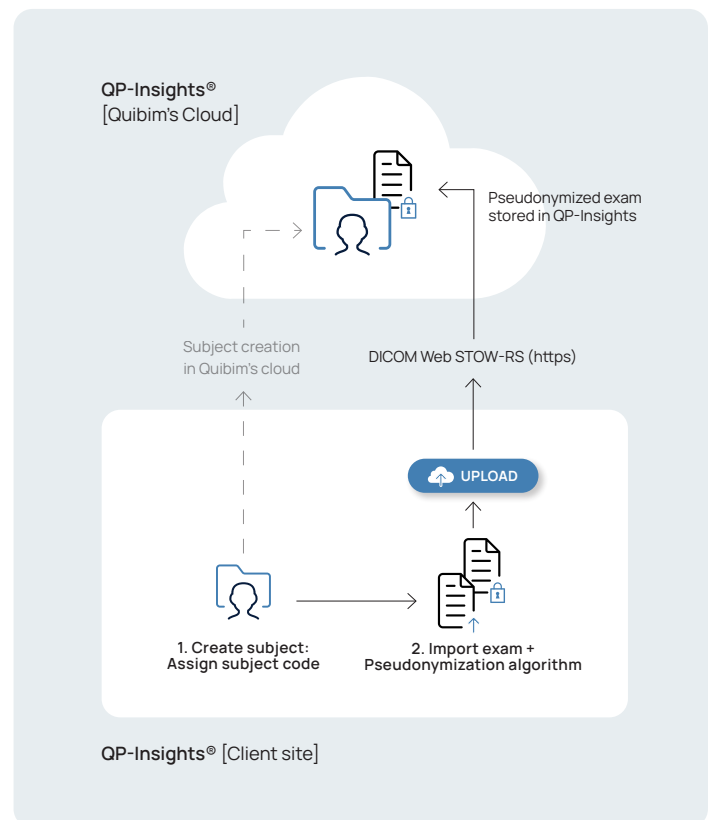 QP-Insights®
[Quibim's Cloud]
Pseudonymized exam
stored in QP-Insights
Subject creation
in Quibim's cloud
DICOM Web STOW-RS (https)
UPLOAD
1. Create subject:
Assign subject code
2. Import exam +
Pseudonymization algorithm
QP-Insights® [Client site]